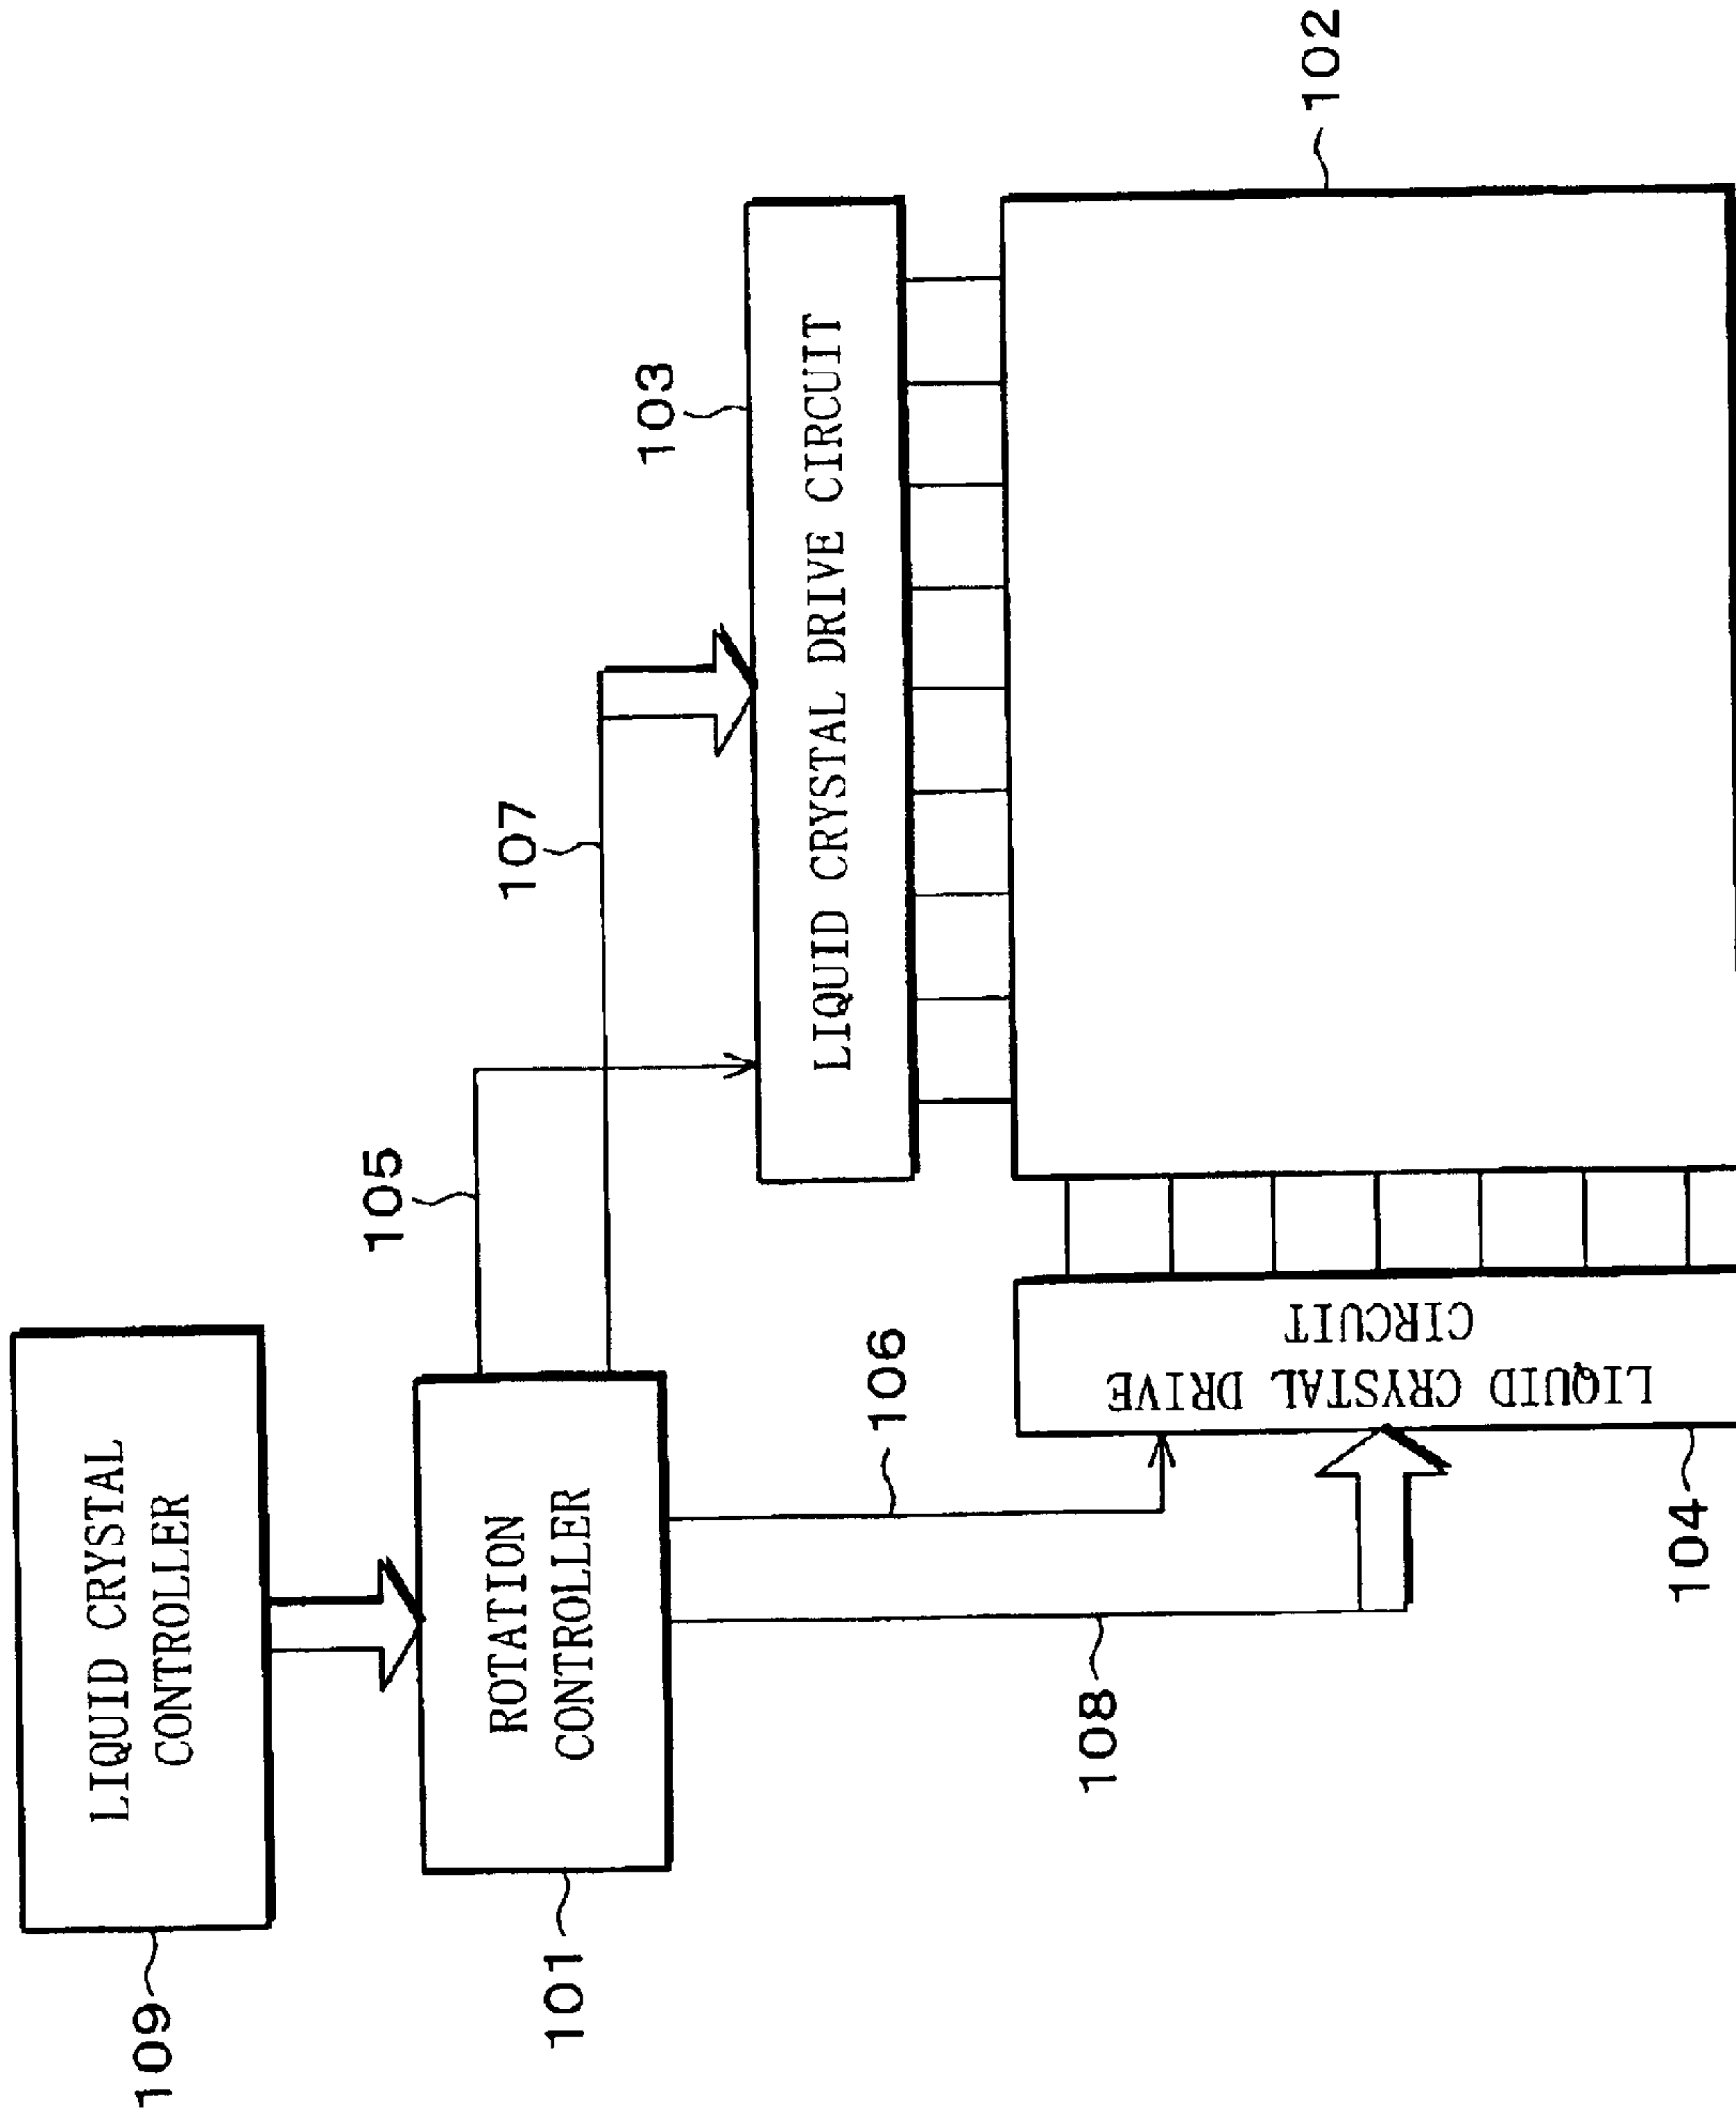 109
LIQUID CRYSTAL
CONTROLLER
101
ROTATION
CONTROLLER
105
107
103
LIQUID CRYSTAL DRIVE CIRCUIT
106
108
104
LIQUID CRYSTAL DRIVE
CIRCUIT
102